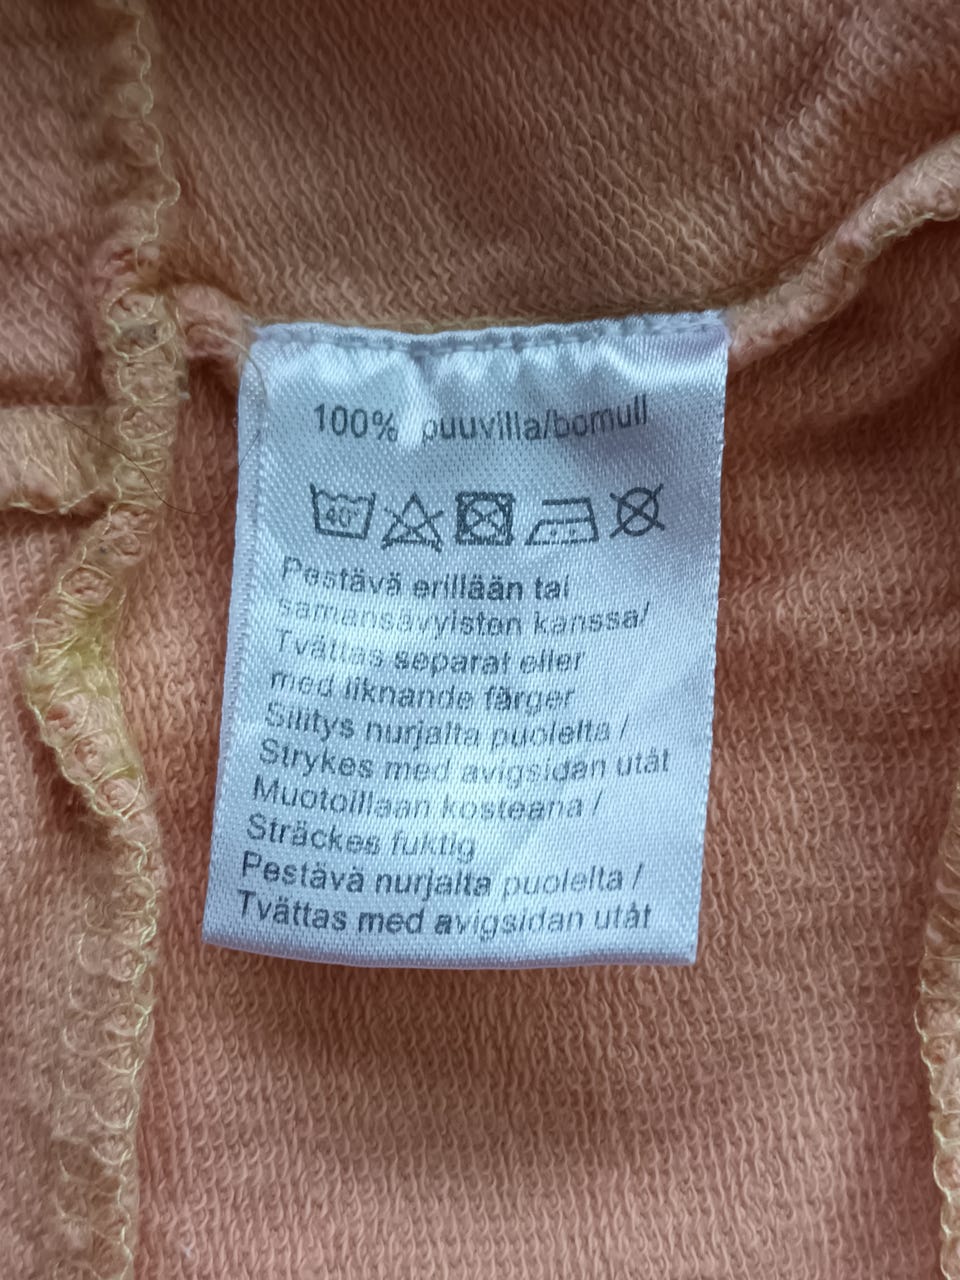 100% puuvilla/bomull
40°
Pestävä erillään tai
samansävyisten kanssa/
Tvättas separat eller
med liknande färger
Silitys nurjalta puolelta /
Strykes med avigsidan utåt
Muotoillaan kosteana /
Sträckes fuktig
Pestävä nurjalta puolelta /
Tvättas med avigsidan utåt